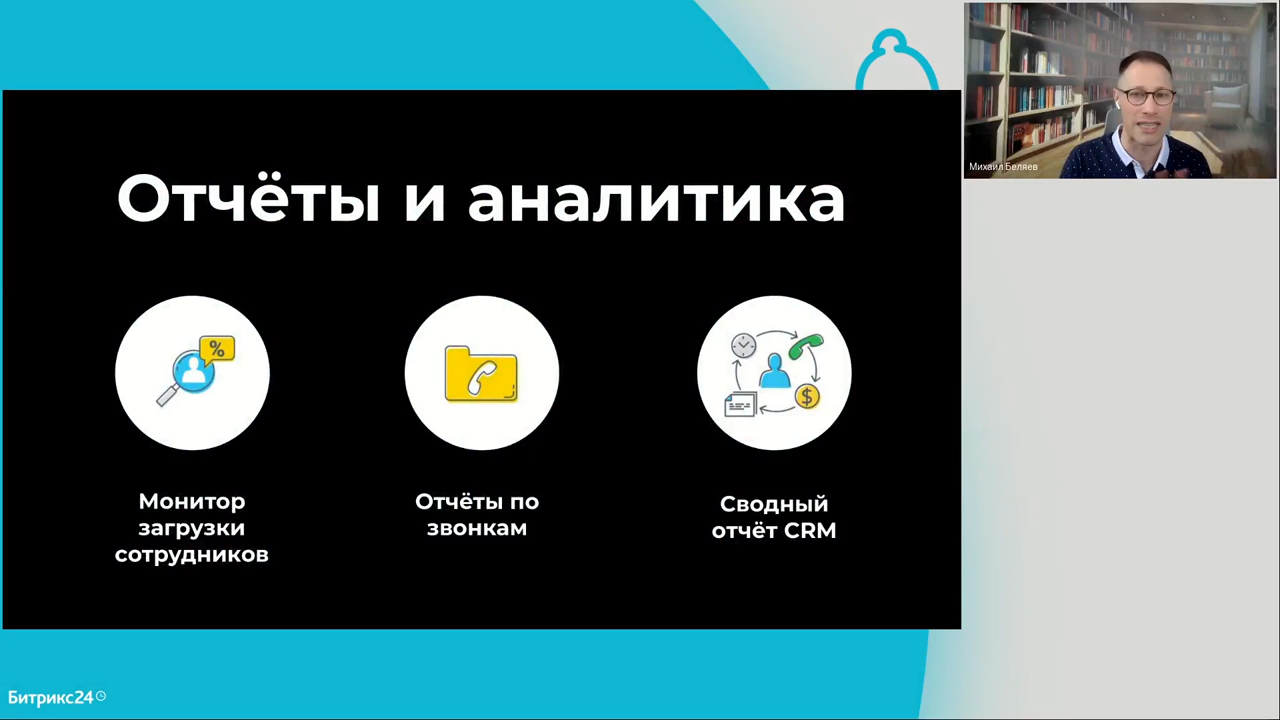 Отчёты и аналитика
%
$
Монитор
загрузки
сотрудников
Отчёты по
звонкам
Сводный
отчёт CRM
Михаил Беляев
Битрикс24